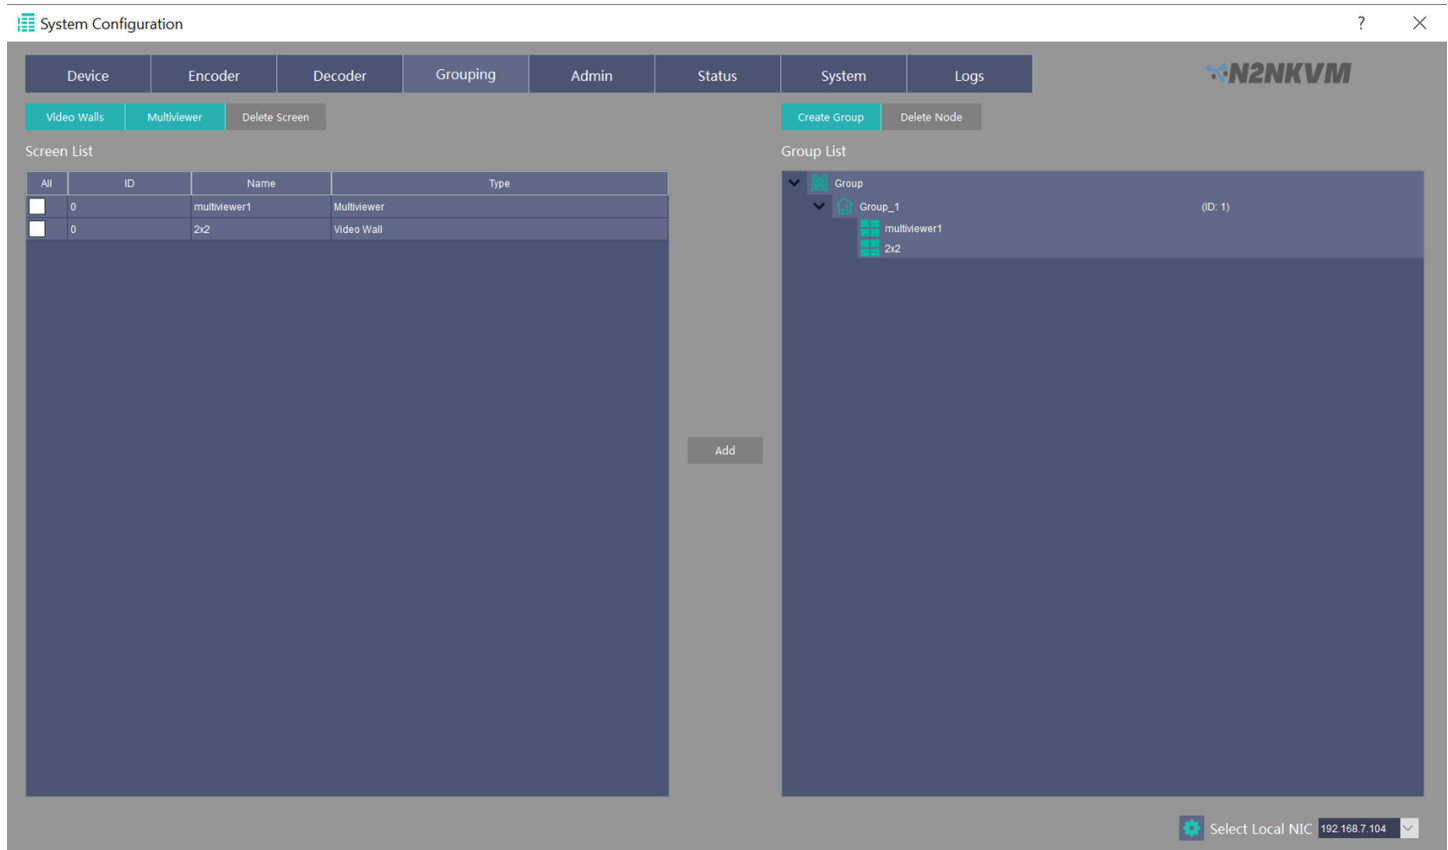 System Configuration ?
Device Encoder Decoder Grouping Admin Status System Logs N2NKVM
Video Walls Multiviewer Delete Screen Create Group Delete Node
Screen List Group List
All ID Name Type Group
0 multiviewer1 Multiviewer Group_1 (ID: 1)
0 2x2 Video Wall multiviewer1
2x2
Add
Select Local NIC 192.168.7.104